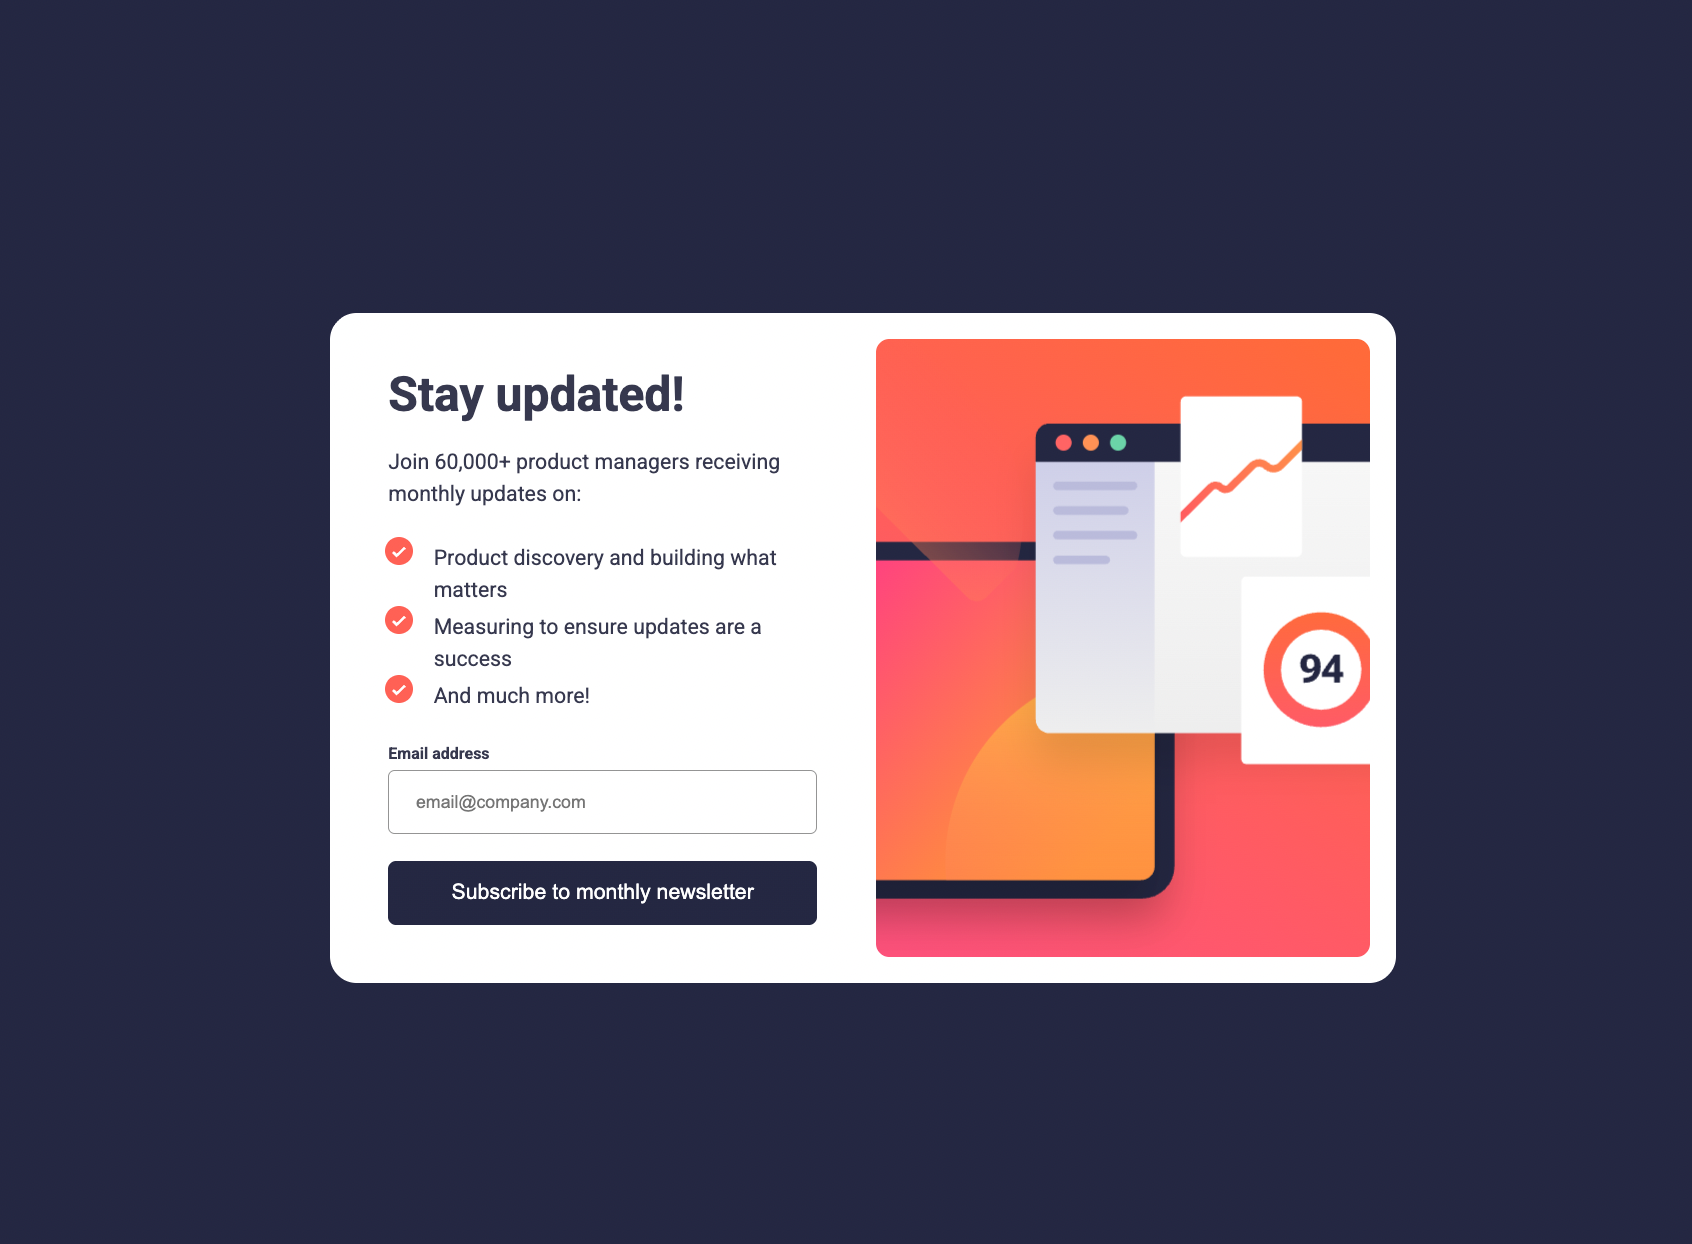 Stay updated!
Join 60,000+ product managers receiving
monthly updates on:
Product discovery and building what
matters
Measuring to ensure updates are a
success
And much more!
Email address
email@company.com
Subscribe to monthly newsletter
94